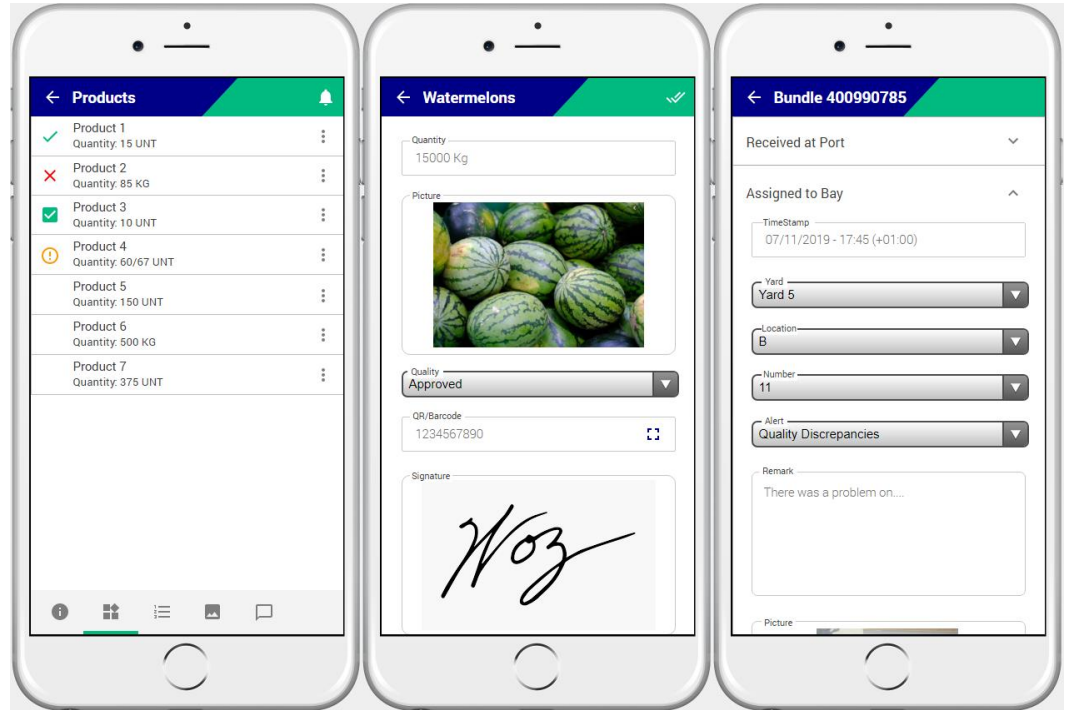 Products
Product 1
Quantity: 15 UNT
Product 2
Quantity: 85 KG
Product 3
Quantity: 10 UNT
Product 4
Quantity: 60/67 UNT
Product 5
Quantity: 150 UNT
Product 6
Quantity: 500 KG
Product 7
Quantity: 375 UNT
Watermelons
Quantity
15000 Kg
Picture
Quality
Approved
QR/Barcode
1234567890
Signature
Woz
Bundle 400990785
Received at Port
Assigned to Bay
TimeStamp
07/11/2019 - 17:45 (+01:00)
Yard
Yard 5
Location
B
Number
11
Alert
Quality Discrepancies
Remark
There was a problem on....
Picture